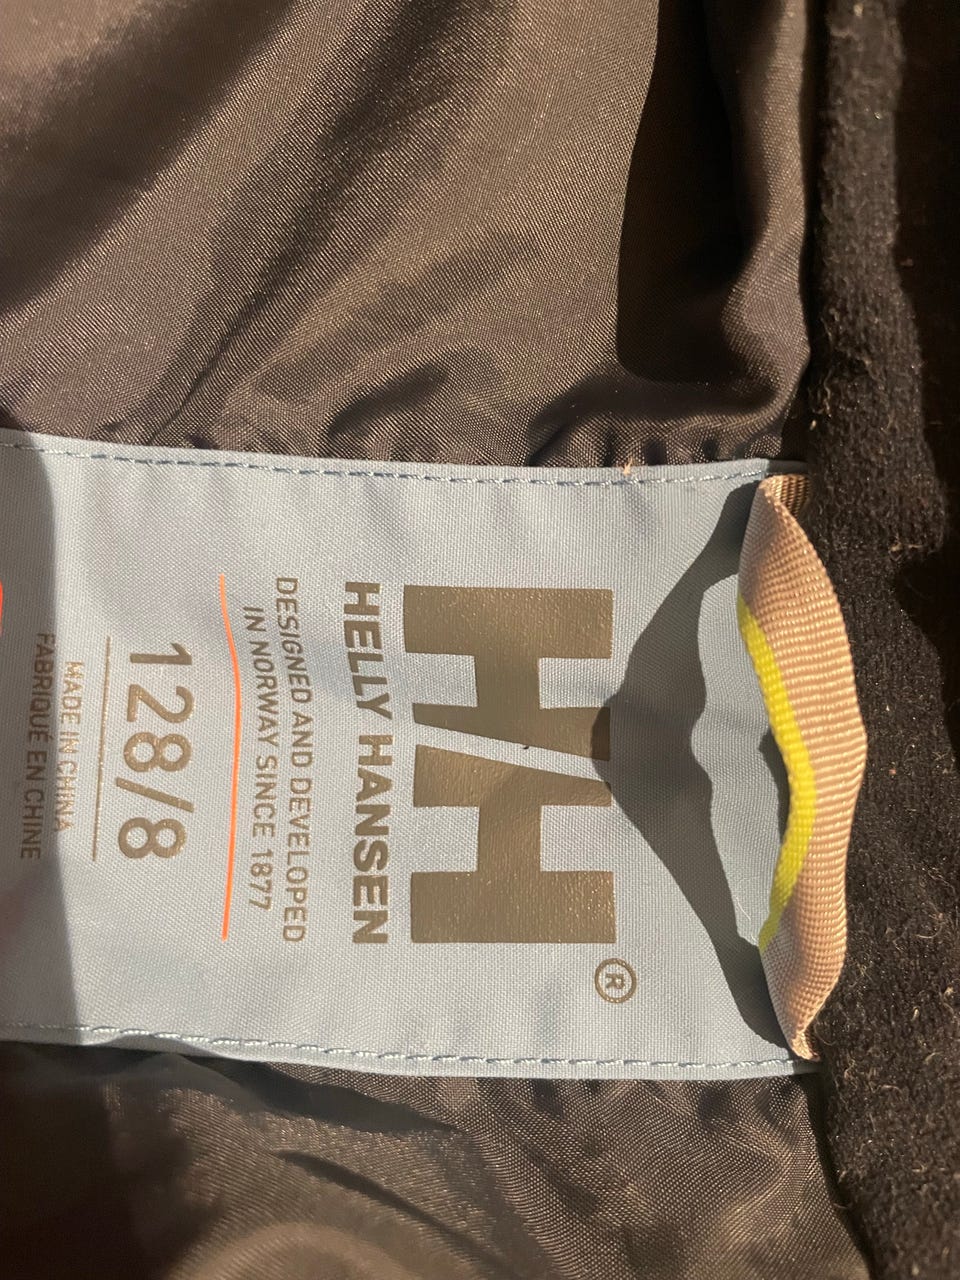 HH®
HELLY HANSEN
DESIGNED AND DEVELOPED
IN NORWAY SINCE 1877
128/8
MADE IN CHINA
FABRIQUÉ EN CHINE